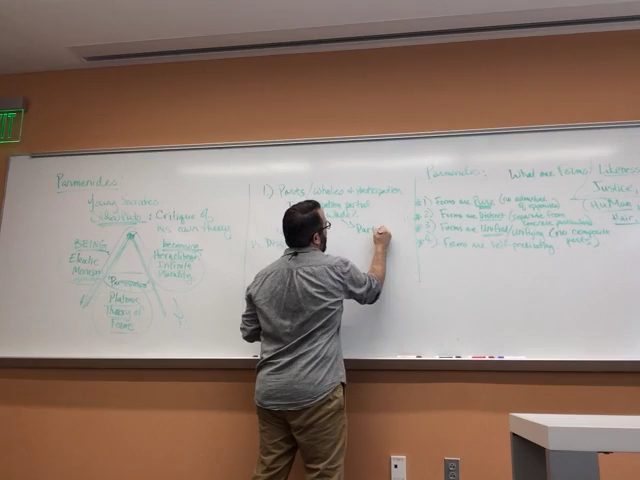 Parmenides:
Young Socrates
: Critique of
his own theory
BEING
Eleatic
Monism
becoming
Heraclitean
Infinite
Plurality
Participation
Platonic
Theory of
Forms
1) Parts/Wholes + participation
Part
Parmenides: What are Forms? Likeness
Justice,
Human
Hair
1) Forms are Pure (no admixture of opposites)
2) Forms are Distinct (separate from concrete particulars)
3) Forms are Unified/Unifying (no composite parts)
4) Forms are self-predicating
EXIT